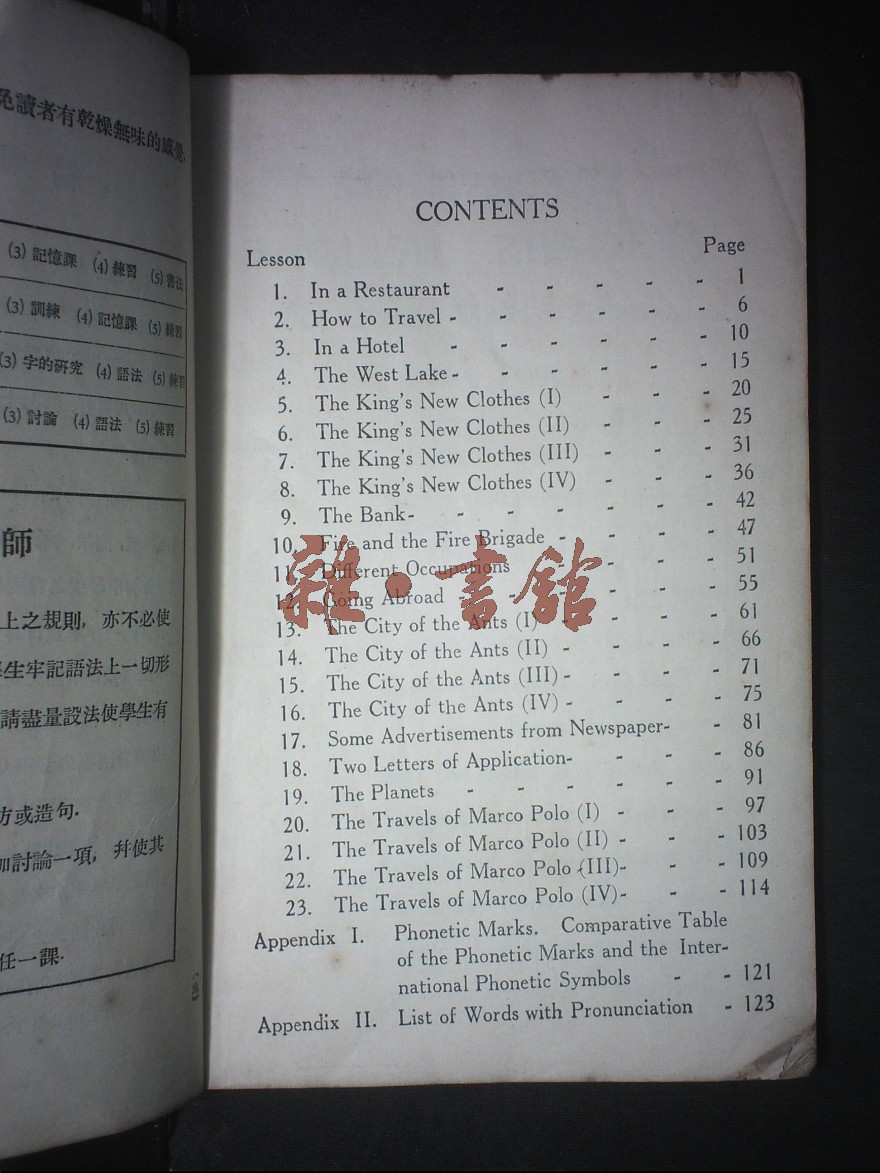 免讀者有乾燥無味的感覺.
(3) 記憶課 (4) 練習 (5) 書法
(3) 訓練 (4) 記憶課 (5) 練習
(3) 字的研究 (4) 語法 (5) 練習
(3) 討論 (4) 語法 (5) 練習
師
上之規則, 亦不必使
學生牢記語法上一切形
請盡量設法使學生有
方或造句.
加討論一項, 幷使其
任一課.
CONTENTS
Lesson Page
1. In a Restaurant - - - - - 1
2. How to Travel - - - - - - 6
3. In a Hotel - - - - - - 10
4. The West Lake - - - - - - 15
5. The King's New Clothes (I) - - - 20
6. The King's New Clothes (II) - - - 25
7. The King's New Clothes (III) - - - 31
8. The King's New Clothes (IV) - - - 36
9. The Bank - - - - - - - 42
10. Fire and the Fire Brigade - - - - 47
11. Different Occupations - - - - 51
12. Going Abroad - - - - - 55
13. The City of the Ants (I) - - - - 61
14. The City of the Ants (II) - - - - 66
15. The City of the Ants (III) - - - - 71
16. The City of the Ants (IV) - - - - 75
17. Some Advertisements from Newspaper- - 81
18. Two Letters of Application- - - - 86
19. The Planets - - - - - - 91
20. The Travels of Marco Polo (I) - - - 97
21. The Travels of Marco Polo (II) - - - 103
22. The Travels of Marco Polo (III)- - - 109
23. The Travels of Marco Polo (IV)- - - 114
Appendix I. Phonetic Marks. Comparative Table
of the Phonetic Marks and the Inter-
national Phonetic Symbols - - 121
Appendix II. List of Words with Pronunciation - 123
雜·書館